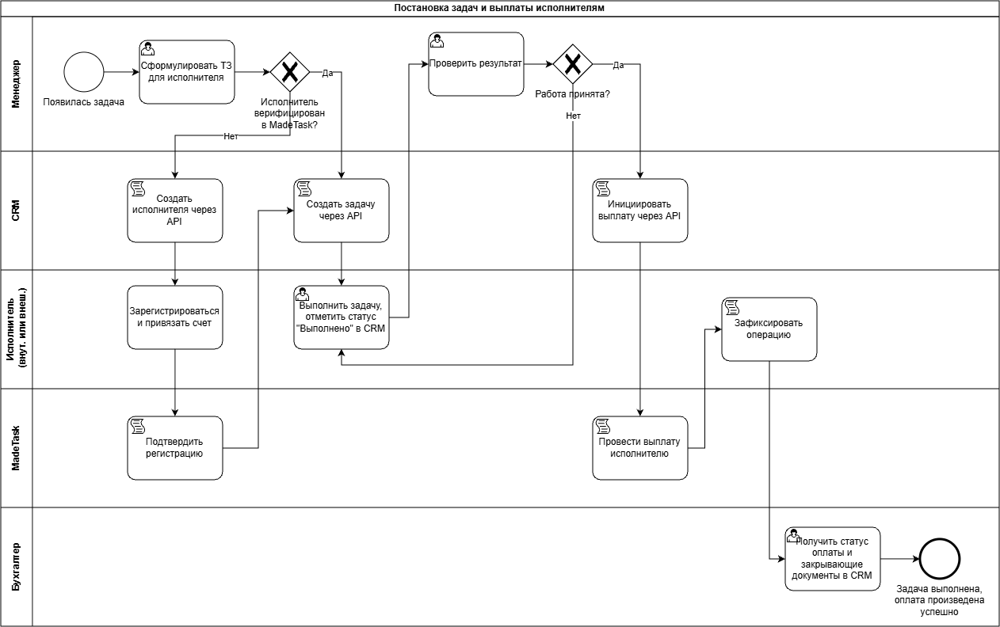 Постановка задач и выплаты исполнителям
Менеджер
Появилась задача
Сформулировать ТЗ
для исполнителя
Исполнитель
верифицирован
в MadeTask?
Да
Нет
Проверить результат
Работа принята?
Да
Нет
CRM
Создать
исполнителя через
API
Создать задачу
через API
Инициировать
выплату через API
Исполнитель
(внут. или внеш.)
Зарегистрироваться
и привязать счет
Выполнить задачу,
отметить статус
"Выполнено" в CRM
Зафиксировать
операцию
MadeTask
Подтвердить
регистрацию
Провести выплату
исполнителю
Бухгалтер
Получить статус
оплаты и
закрывающие
документы в CRM
Задача выполнена,
оплата произведена
успешно